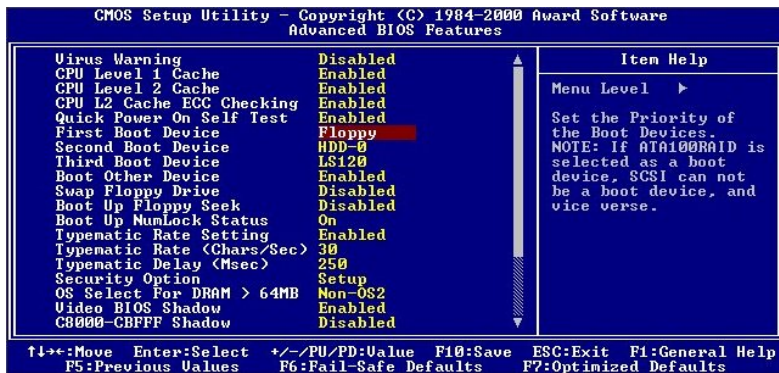 CMOS Setup Utility - Copyright (C) 1984-2000 Award Software
Advanced BIOS Features
Virus Warning Disabled
CPU Level 1 Cache Enabled
CPU Level 2 Cache Enabled
CPU L2 Cache ECC Checking Enabled
Quick Power On Self Test Enabled
First Boot Device Floppy
Second Boot Device HDD-0
Third Boot Device LS120
Boot Other Device Enabled
Swap Floppy Drive Disabled
Boot Up Floppy Seek Disabled
Boot Up NumLock Status On
Typematic Rate Setting Enabled
Typematic Rate (Chars/Sec) 30
Typematic Delay (Msec) 250
Security Option Setup
OS Select For DRAM > 64MB Non-OS2
Video BIOS Shadow Enabled
C8000-CBFFF Shadow Disabled
Item Help
Menu Level ▶
Set the Priority of
the Boot Devices.
NOTE: If ATA100RAID is
selected as a boot
device, SCSI can not
be a boot device, and
vice verse.
↑↓→←:Move Enter:Select +/-/PU/PD:Value F10:Save ESC:Exit F1:General Help
F5:Previous Values F6:Fail-Safe Defaults F7:Optimized Defaults